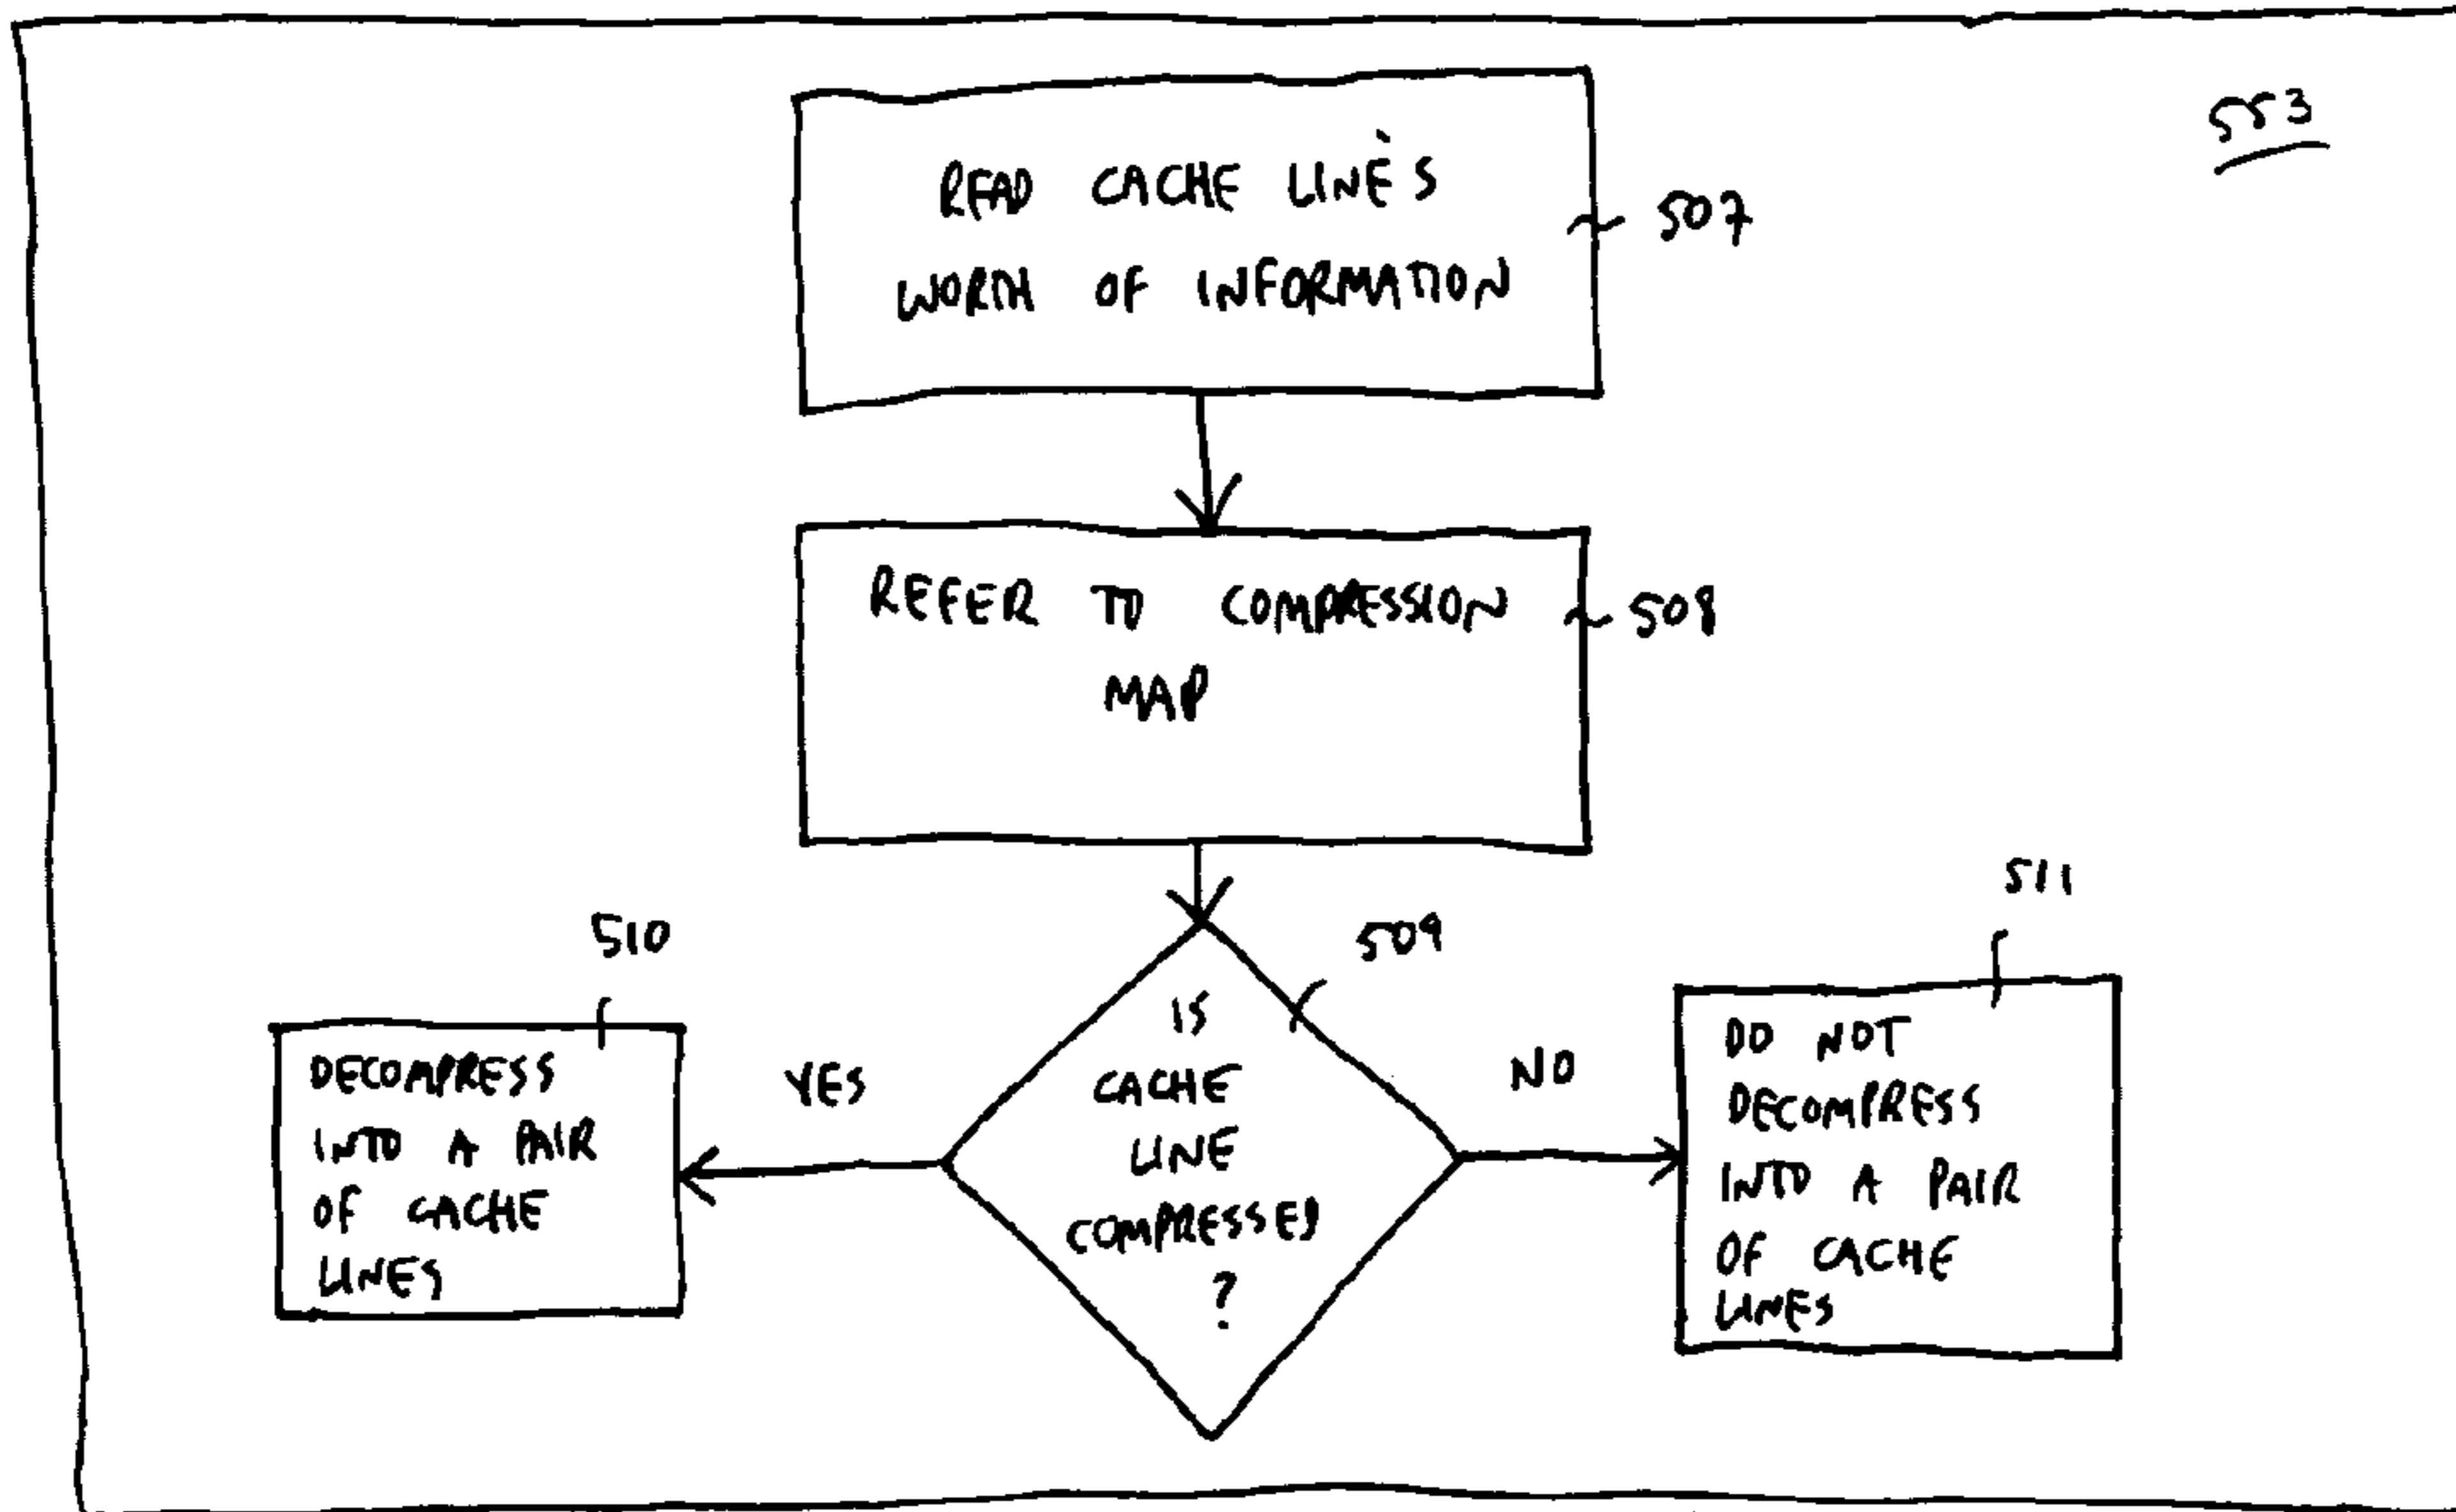 553
READ CACHE LINE'S
WORTH OF INFORMATION
507
REFER TO COMPRESSION
MAP
508
509
IS
CACHE
LINE
COMPRESSED
?
YES
510
DECOMPRESS
INTO A PAIR
OF CACHE
LINES
NO
511
DO NOT
DECOMPRESS
INTO A PAIR
OF CACHE
LINES